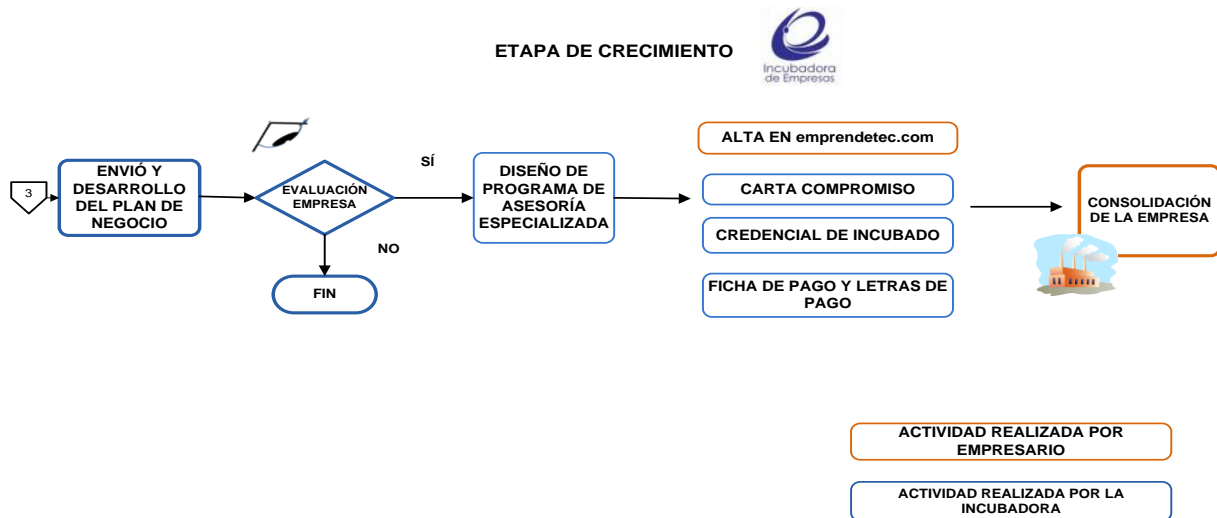 ETAPA DE CRECIMIENTO
Incubadora
de Empresas
3
ENVIÓ Y
DESARROLLO
DEL PLAN DE
NEGOCIO
EVALUACIÓN
EMPRESA
SÍ
NO
FIN
DISEÑO DE
PROGRAMA DE
ASESORÍA
ESPECIALIZADA
ALTA EN emprendetec.com
CARTA COMPROMISO
CREDENCIAL DE INCUBADO
FICHA DE PAGO Y LETRAS DE
PAGO
CONSOLIDACIÓN
DE LA EMPRESA
ACTIVIDAD REALIZADA POR
EMPRESARIO
ACTIVIDAD REALIZADA POR LA
INCUBADORA